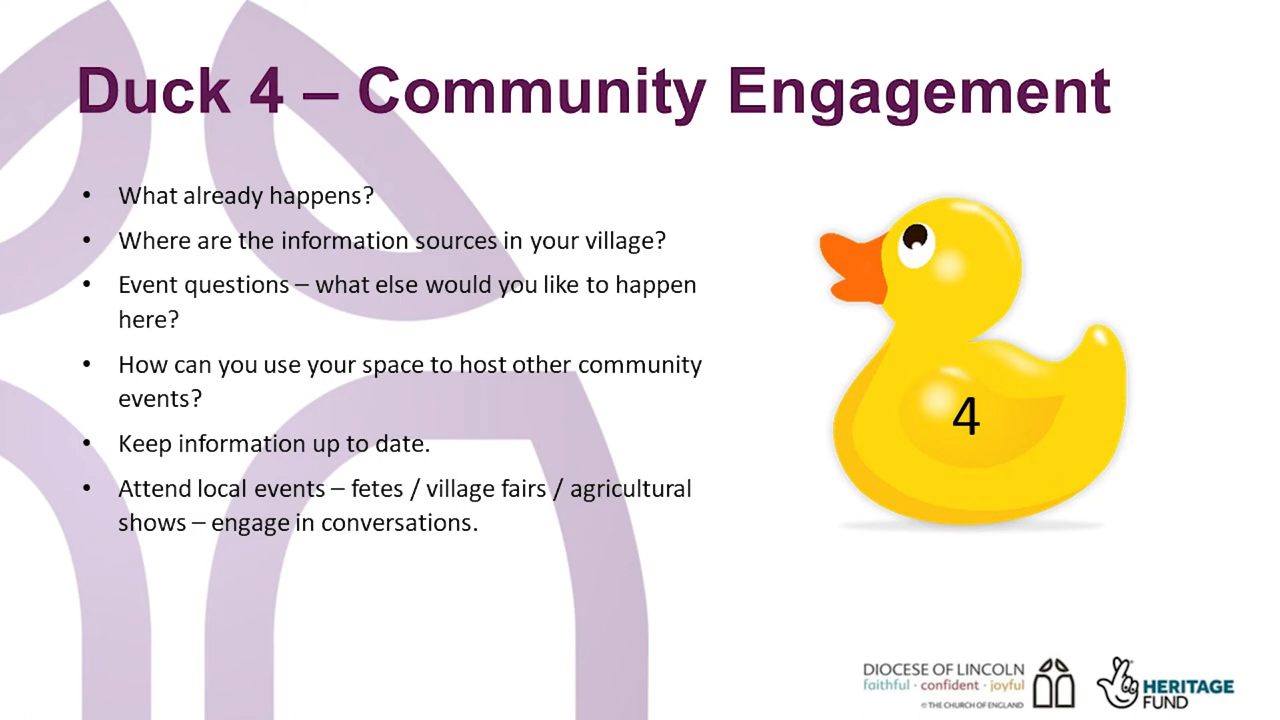 Duck 4 – Community Engagement
• What already happens?
• Where are the information sources in your village?
• Event questions – what else would you like to happen
here?
• How can you use your space to host other community
events?
• Keep information up to date.
• Attend local events – fetes / village fairs / agricultural
shows – engage in conversations.
4
DIOCESE OF LINCOLN
faithful · confident · joyful
© THE CHURCH OF ENGLAND
HERITAGE
FUND